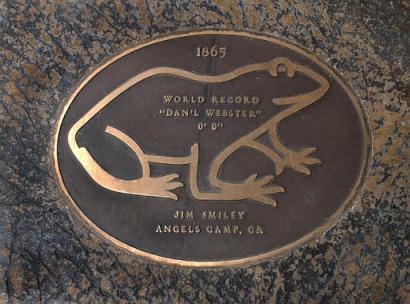 1865
WORLD RECORD
"DAN'L WEBSTER"
0' 0"
JIM SMILEY
ANGELS CAMP, CA